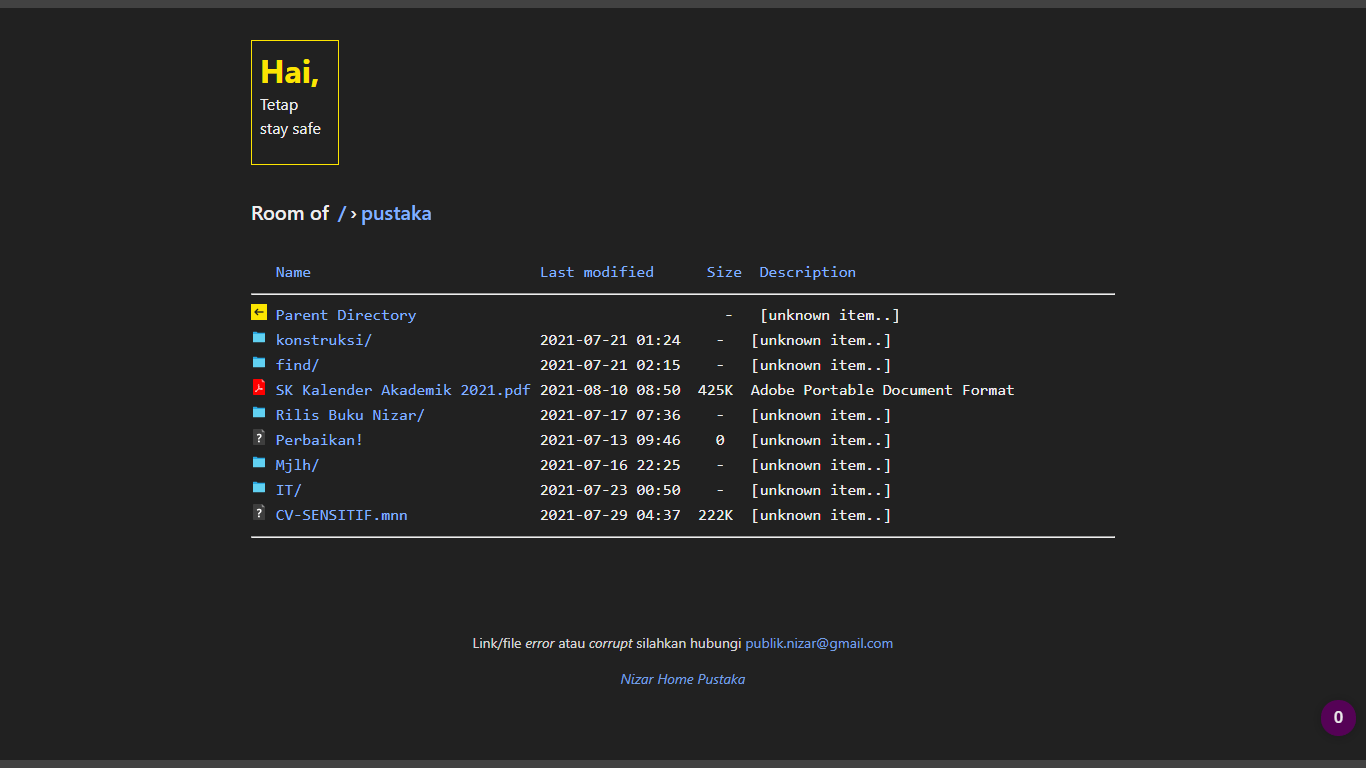 Hai,
Tetap
stay safe
Room of / › pustaka
Name Last modified Size Description
Parent Directory - [unknown item..]
konstruksi/ 2021-07-21 01:24 - [unknown item..]
find/ 2021-07-21 02:15 - [unknown item..]
SK Kalender Akademik 2021.pdf 2021-08-10 08:50 425K Adobe Portable Document Format
Rilis Buku Nizar/ 2021-07-17 07:36 - [unknown item..]
? Perbaikan! 2021-07-13 09:46 0 [unknown item..]
Mjlh/ 2021-07-16 22:25 - [unknown item..]
IT/ 2021-07-23 00:50 - [unknown item..]
? CV-SENSITIF.mnn 2021-07-29 04:37 222K [unknown item..]
Link/file error atau corrupt silahkan hubungi publik.nizar@gmail.com
Nizar Home Pustaka
0